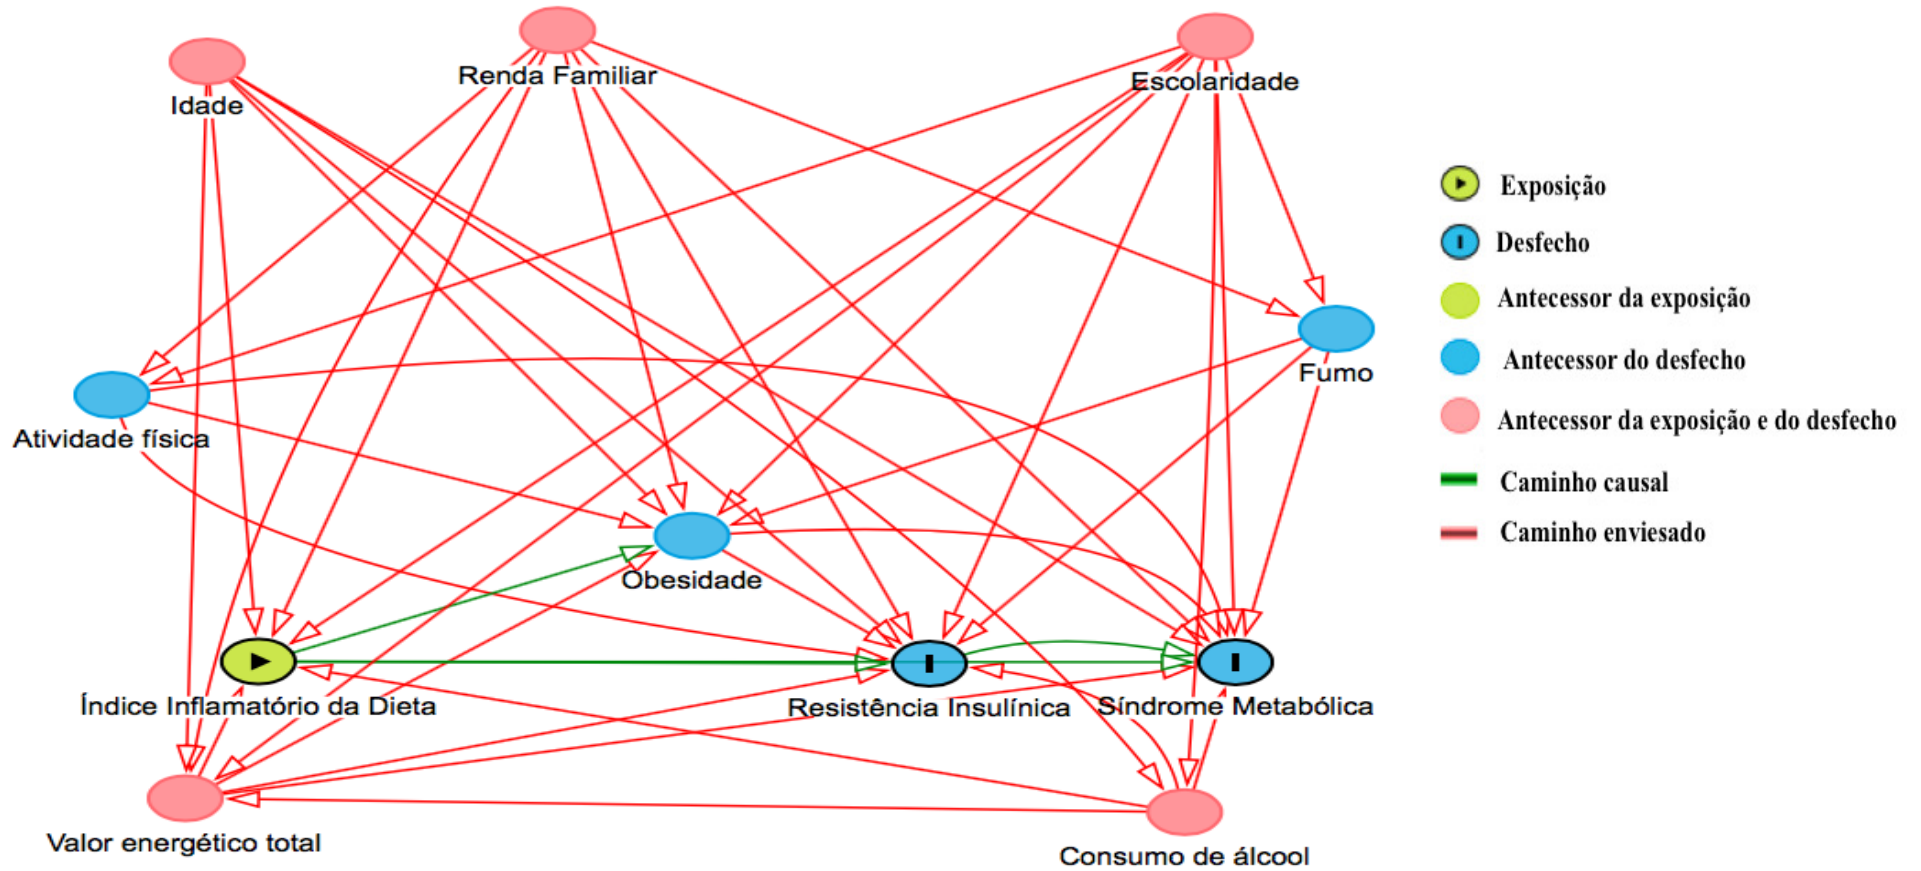 Idade
Renda Familiar
Escolaridade
Atividade física
Fumo
Obesidade
Índice Inflamatório da Dieta
Resistência Insulínica
Síndrome Metabólica
Valor energético total
Consumo de álcool
Exposição
Desfecho
Antecessor da exposição
Antecessor do desfecho
Antecessor da exposição e do desfecho
Caminho causal
Caminho enviesado